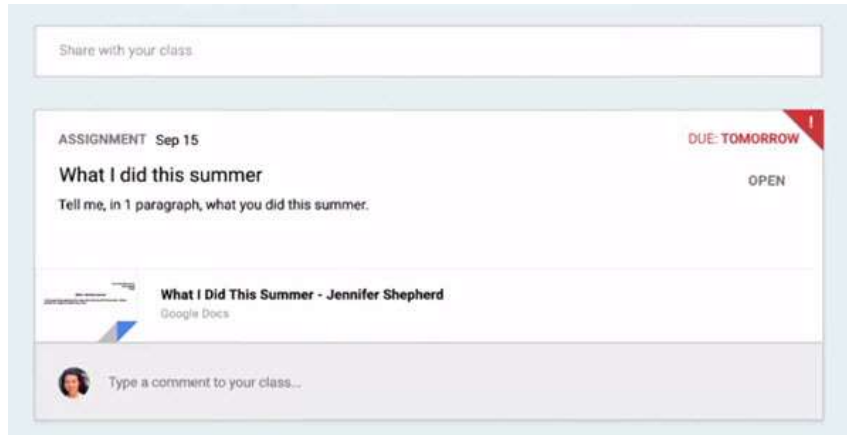 Share with your class
ASSIGNMENT Sep 15
DUE: TOMORROW
!
What I did this summer
OPEN
Tell me, in 1 paragraph, what you did this summer.
What I Did This Summer - Jennifer Shepherd
Google Docs
Type a comment to your class...